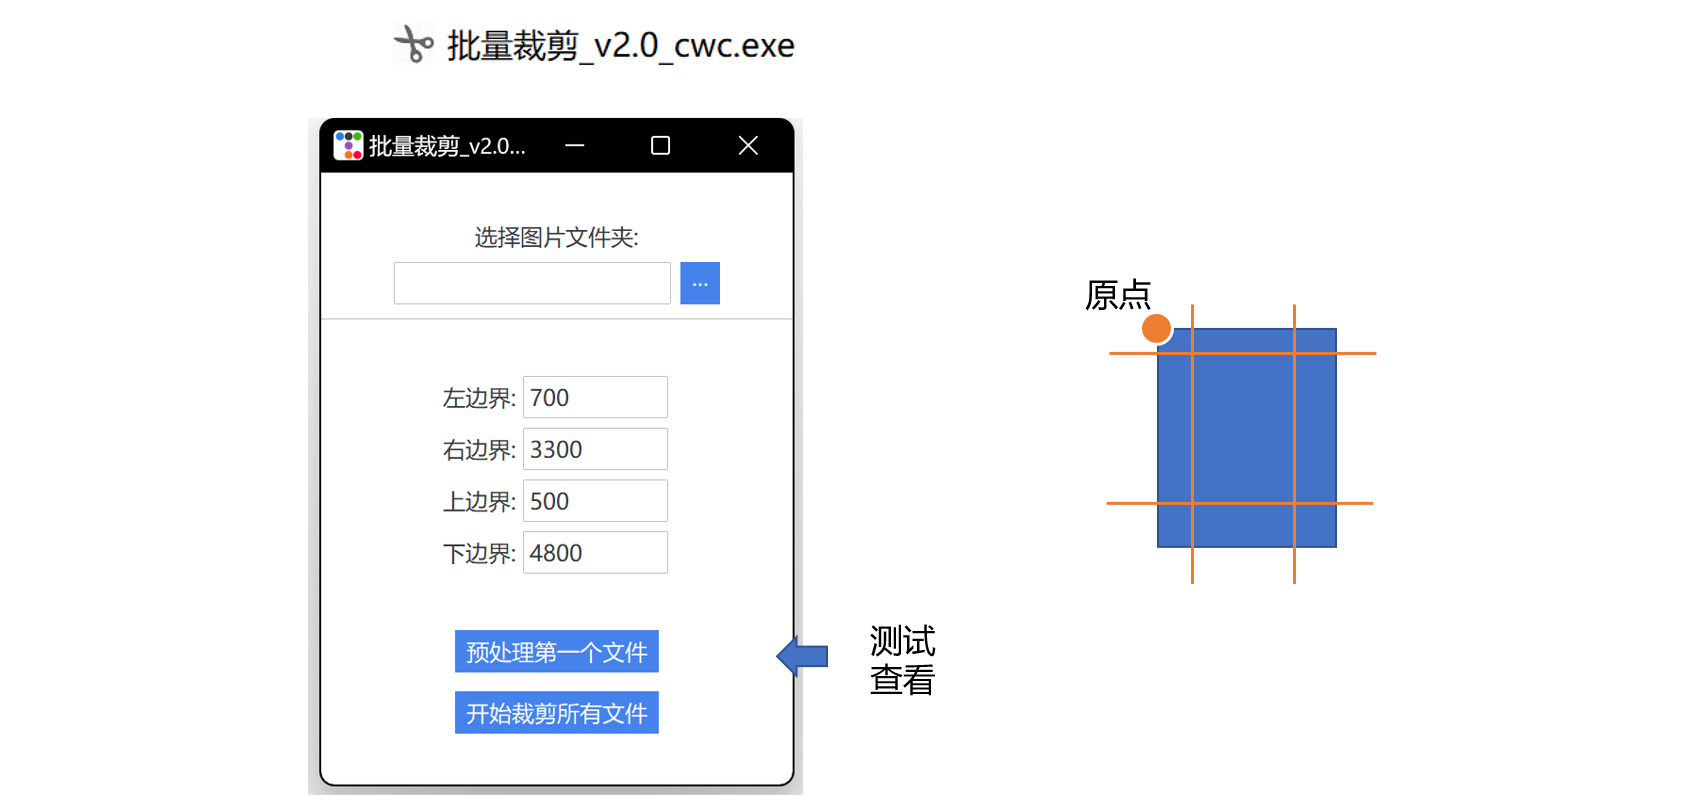 批量裁剪_v2.0_cwc.exe
批量裁剪_v2.0...
选择图片文件夹:
...
左边界: 700
右边界: 3300
上边界: 500
下边界: 4800
预处理第一个文件
开始裁剪所有文件
测试
查看
原点